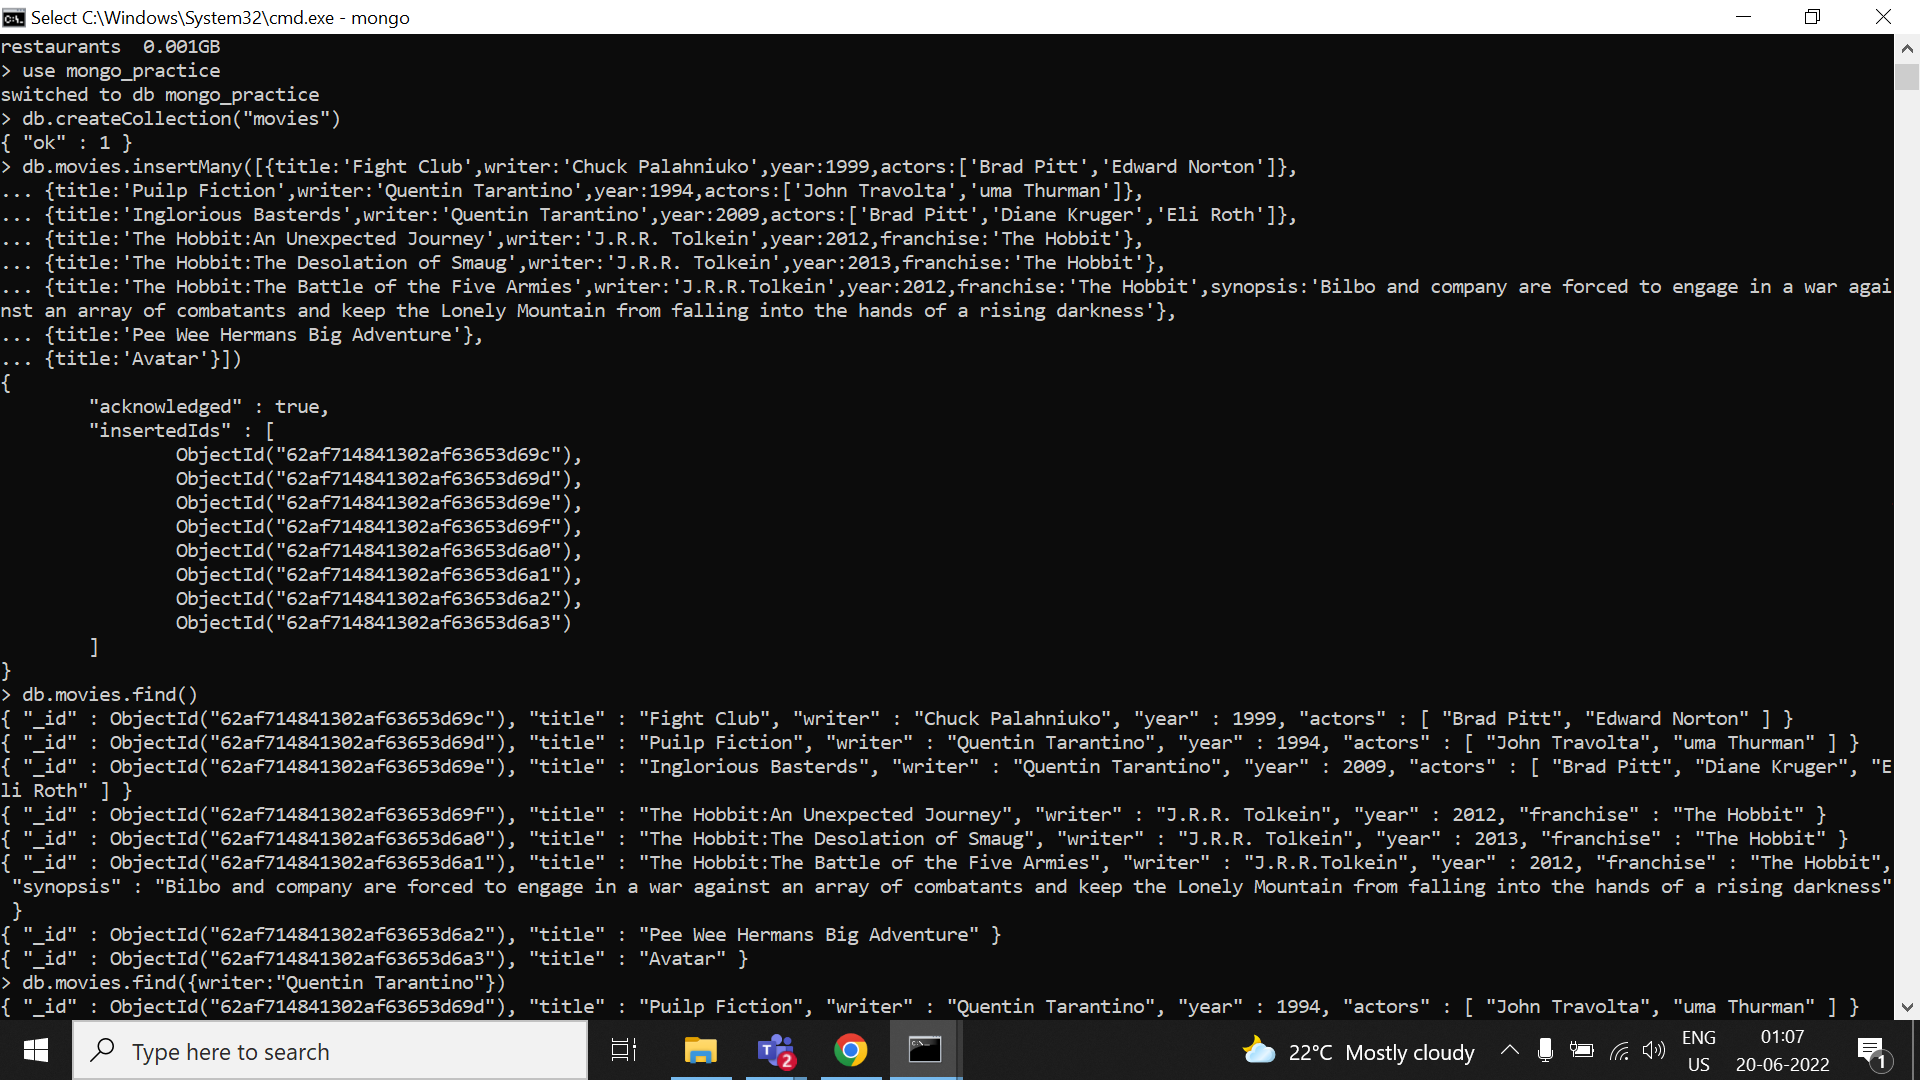 Select C:\Windows\System32\cmd.exe - mongo
restaurants  0.001GB
> use mongo_practice
switched to db mongo_practice
> db.createCollection("movies")
{ "ok" : 1 }
> db.movies.insertMany([{title:'Fight Club',writer:'Chuck Palahniuko',year:1999,actors:['Brad Pitt','Edward Norton']},
... {title:'Puilp Fiction',writer:'Quentin Tarantino',year:1994,actors:['John Travolta','uma Thurman']},
... {title:'Inglorious Basterds',writer:'Quentin Tarantino',year:2009,actors:['Brad Pitt','Diane Kruger','Eli Roth']},
... {title:'The Hobbit:An Unexpected Journey',writer:'J.R.R. Tolkein',year:2012,franchise:'The Hobbit'},
... {title:'The Hobbit:The Desolation of Smaug',writer:'J.R.R. Tolkein',year:2013,franchise:'The Hobbit'},
... {title:'The Hobbit:The Battle of the Five Armies',writer:'J.R.R.Tolkein',year:2012,franchise:'The Hobbit',synopsis:'Bilbo and company are forced to engage in a war agai
nst an array of combatants and keep the Lonely Mountain from falling into the hands of a rising darkness'},
... {title:'Pee Wee Hermans Big Adventure'},
... {title:'Avatar'}])
{
        "acknowledged" : true,
        "insertedIds" : [
                ObjectId("62af714841302af63653d69c"),
                ObjectId("62af714841302af63653d69d"),
                ObjectId("62af714841302af63653d69e"),
                ObjectId("62af714841302af63653d69f"),
                ObjectId("62af714841302af63653d6a0"),
                ObjectId("62af714841302af63653d6a1"),
                ObjectId("62af714841302af63653d6a2"),
                ObjectId("62af714841302af63653d6a3")
        ]
}
> db.movies.find()
{ "_id" : ObjectId("62af714841302af63653d69c"), "title" : "Fight Club", "writer" : "Chuck Palahniuko", "year" : 1999, "actors" : [ "Brad Pitt", "Edward Norton" ] }
{ "_id" : ObjectId("62af714841302af63653d69d"), "title" : "Puilp Fiction", "writer" : "Quentin Tarantino", "year" : 1994, "actors" : [ "John Travolta", "uma Thurman" ] }
{ "_id" : ObjectId("62af714841302af63653d69e"), "title" : "Inglorious Basterds", "writer" : "Quentin Tarantino", "year" : 2009, "actors" : [ "Brad Pitt", "Diane Kruger", "E
li Roth" ] }
{ "_id" : ObjectId("62af714841302af63653d69f"), "title" : "The Hobbit:An Unexpected Journey", "writer" : "J.R.R. Tolkein", "year" : 2012, "franchise" : "The Hobbit" }
{ "_id" : ObjectId("62af714841302af63653d6a0"), "title" : "The Hobbit:The Desolation of Smaug", "writer" : "J.R.R. Tolkein", "year" : 2013, "franchise" : "The Hobbit" }
{ "_id" : ObjectId("62af714841302af63653d6a1"), "title" : "The Hobbit:The Battle of the Five Armies", "writer" : "J.R.R.Tolkein", "year" : 2012, "franchise" : "The Hobbit",
 "synopsis" : "Bilbo and company are forced to engage in a war against an array of combatants and keep the Lonely Mountain from falling into the hands of a rising darkness"
 }
{ "_id" : ObjectId("62af714841302af63653d6a2"), "title" : "Pee Wee Hermans Big Adventure" }
{ "_id" : ObjectId("62af714841302af63653d6a3"), "title" : "Avatar" }
> db.movies.find({writer:"Quentin Tarantino"})
{ "_id" : ObjectId("62af714841302af63653d69d"), "title" : "Puilp Fiction", "writer" : "Quentin Tarantino", "year" : 1994, "actors" : [ "John Travolta", "uma Thurman" ] }
Type here to search
2
22°C Mostly cloudy
ENG
US
01:07
20-06-2022
1